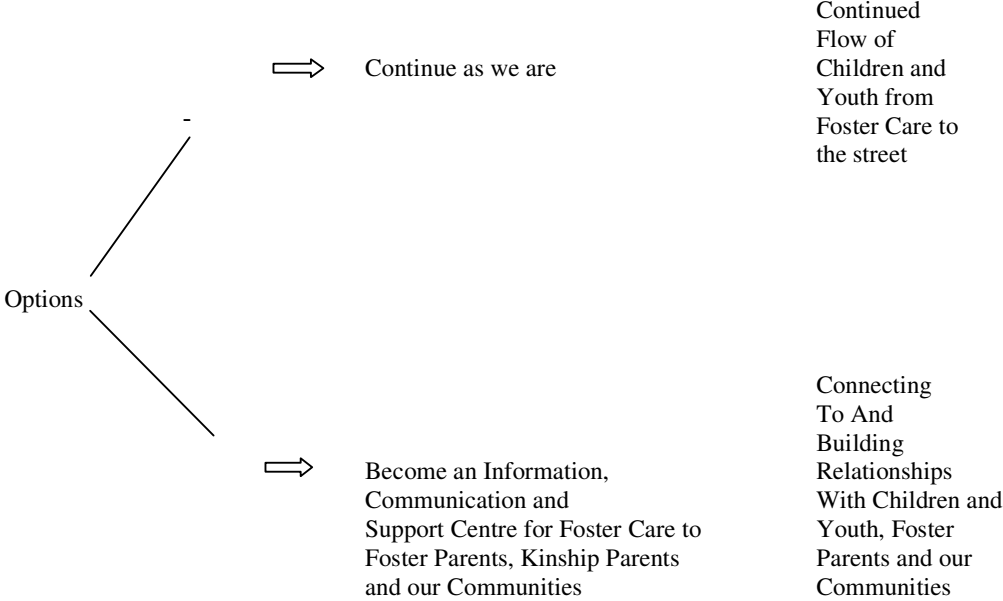 Continued
Flow of
Continue as we are
Children and
Youth from
Foster Care to
the street
-
Options
Connecting
To And
Building
Become an Information,
Relationships
Communication and
With Children and
Support Centre for Foster Care to
Youth, Foster
Foster Parents, Kinship Parents
Parents and our
and our Communities
Communities